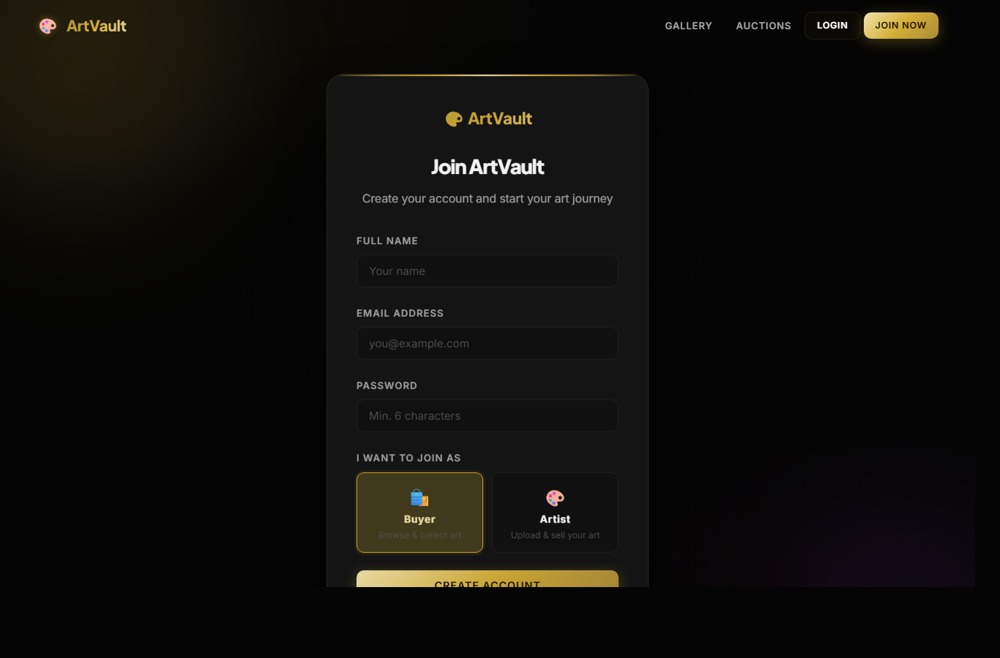 ArtVault
GALLERY AUCTIONS LOGIN JOIN NOW
ArtVault
Join ArtVault
Create your account and start your art journey
FULL NAME
Your name
EMAIL ADDRESS
you@example.com
PASSWORD
Min. 6 characters
I WANT TO JOIN AS
Buyer
Browse & collect art
Artist
Upload & sell your art
CREATE ACCOUNT